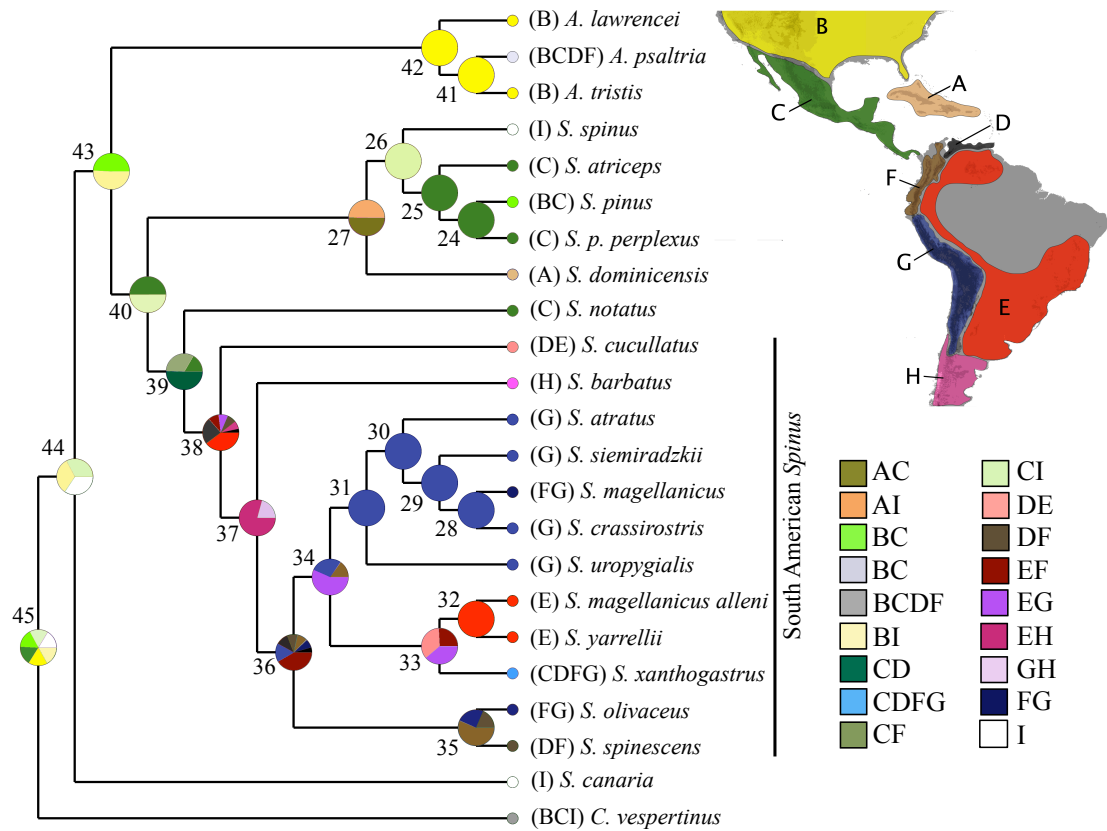 (B) A. lawrencei
(BCDF) A. psaltria
(B) A. tristis
(I) S. spinus
(C) S. atriceps
(BC) S. pinus
(C) S. p. perplexus
(A) S. dominicensis
(C) S. notatus
(DE) S. cucullatus
(H) S. barbatus
(G) S. atratus
(G) S. siemiradzkii
(FG) S. magellanicus
(G) S. crassirostris
(G) S. uropygialis
(E) S. magellanicus alleni
(E) S. yarrellii
(CDFG) S. xanthogastrus
(FG) S. olivaceus
(DF) S. spinescens
(I) S. canaria
(BCI) C. vespertinus
42
41
43
26
25
24
27
40
39
38
44
30
29
28
31
37
34
32
33
36
35
45
South American Spinus
B
A
C
D
F
G
E
H
AC
AI
BC
BC
BCDF
BI
CD
CDFG
CF
CI
DE
DF
EF
EG
EH
GH
FG
I